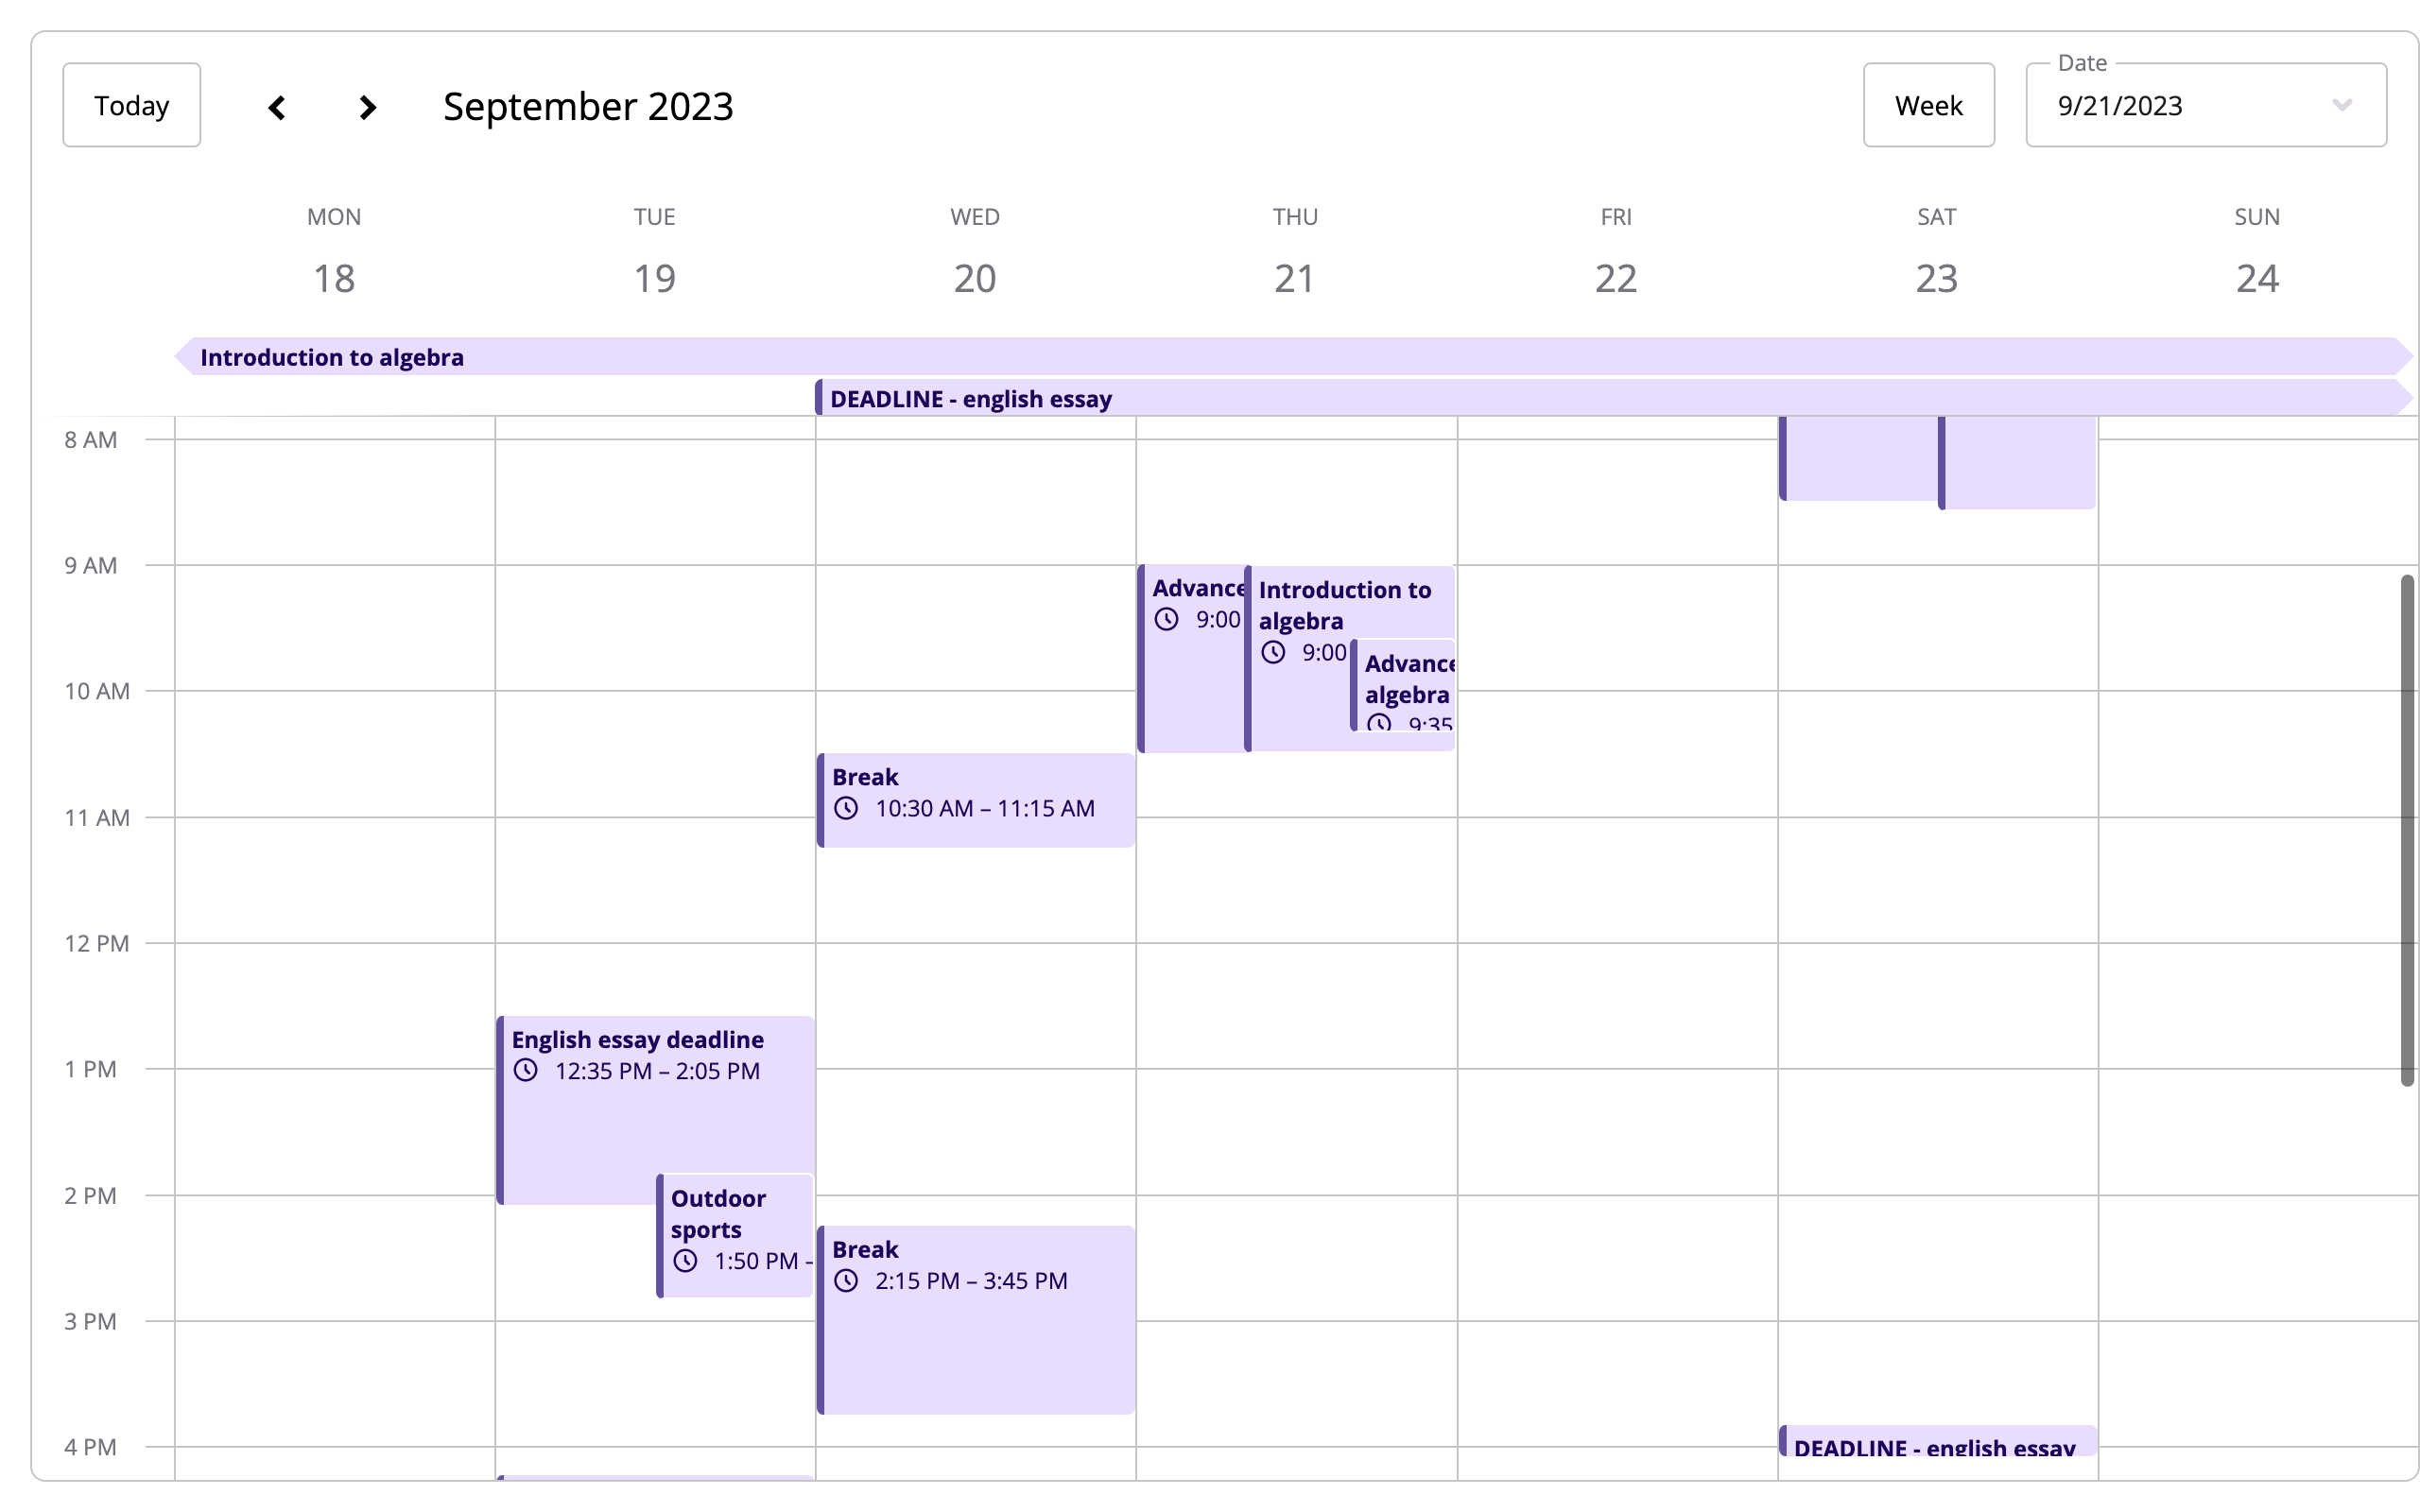 Today
September 2023
Week
Date
9/21/2023
MON
TUE
WED
THU
FRI
SAT
SUN
18
19
20
21
22
23
24
Introduction to algebra
DEADLINE - english essay
8 AM
9 AM
Advance
9:00
Introduction to
algebra
9:00
Advance
algebra
9:35
10 AM
Break
10:30 AM – 11:15 AM
11 AM
12 PM
English essay deadline
12:35 PM – 2:05 PM
1 PM
2 PM
Outdoor
sports
1:50 PM –
Break
2:15 PM – 3:45 PM
3 PM
4 PM
DEADLINE - english essay